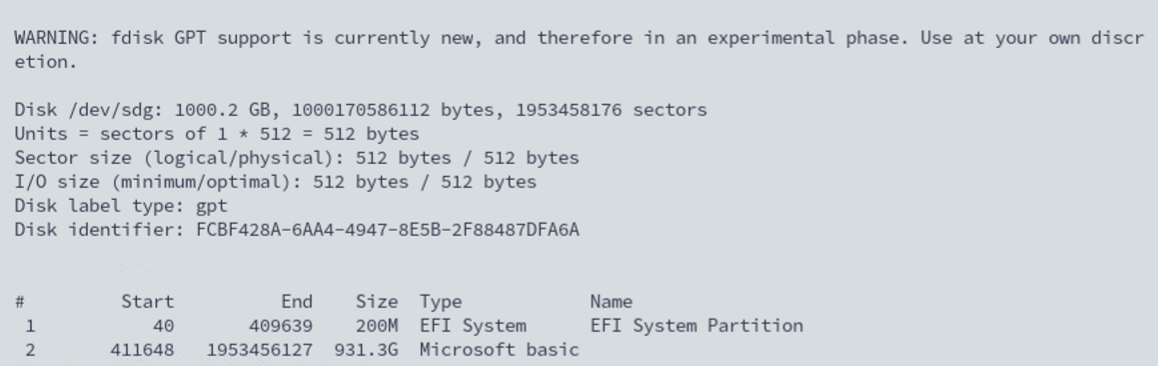 WARNING: fdisk GPT support is currently new, and therefore in an experimental phase. Use at your own discr
etion.
Disk /dev/sdg: 1000.2 GB, 1000170586112 bytes, 1953458176 sectors
Units = sectors of 1 * 512 = 512 bytes
Sector size (logical/physical): 512 bytes / 512 bytes
I/O size (minimum/optimal): 512 bytes / 512 bytes
Disk label type: gpt
Disk identifier: FCBF428A-6AA4-4947-8E5B-2F88487DFA6A
#         Start          End    Size  Type            Name
 1           40       409639    200M  EFI System      EFI System Partition
 2       411648   1953456127  931.3G  Microsoft basic